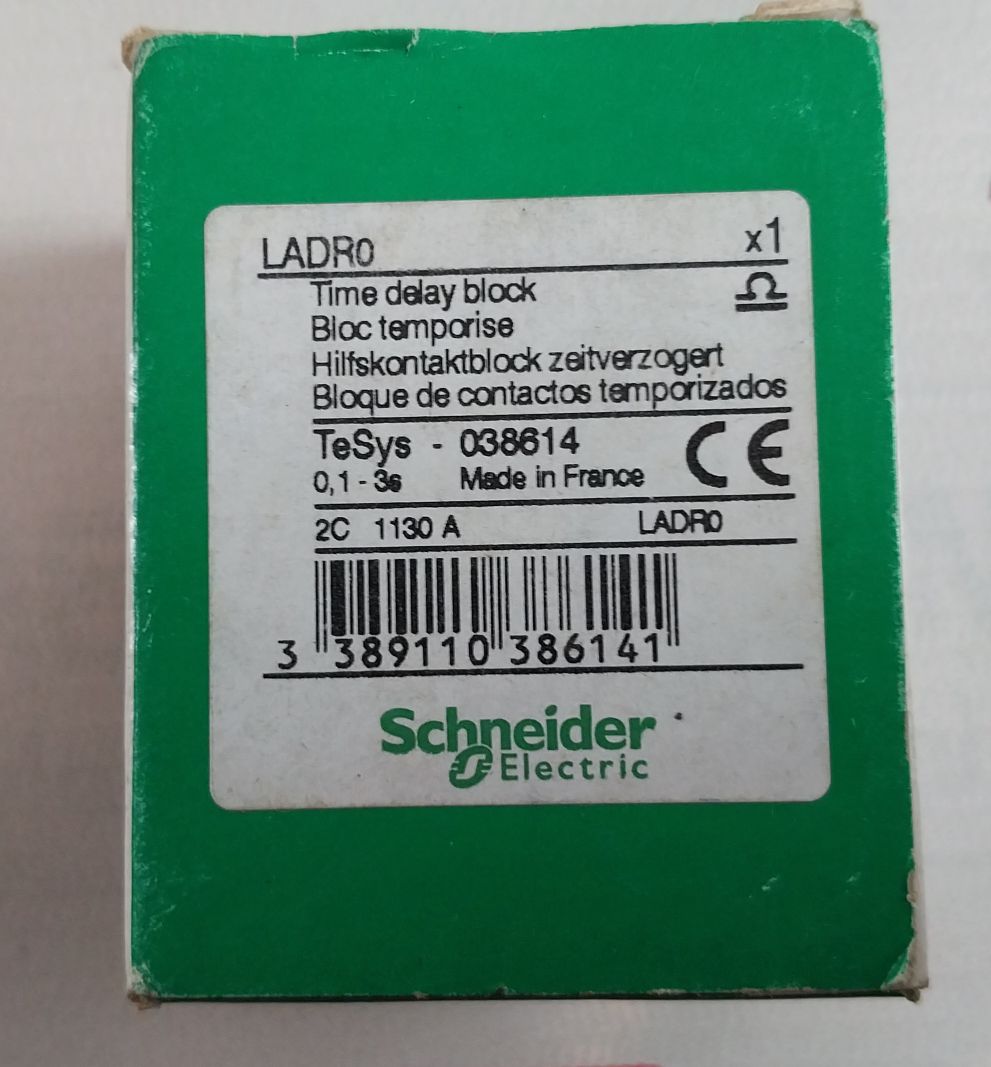 LADR0 x1
Time delay block
Bloc temporise
Hilfskontaktblock zeitverzogert
Bloque de contactos temporizados
TeSys - 038614 CE
0,1 - 3s Made in France
2C 1130 A LADR0
3 389110 386141
Schneider
Electric